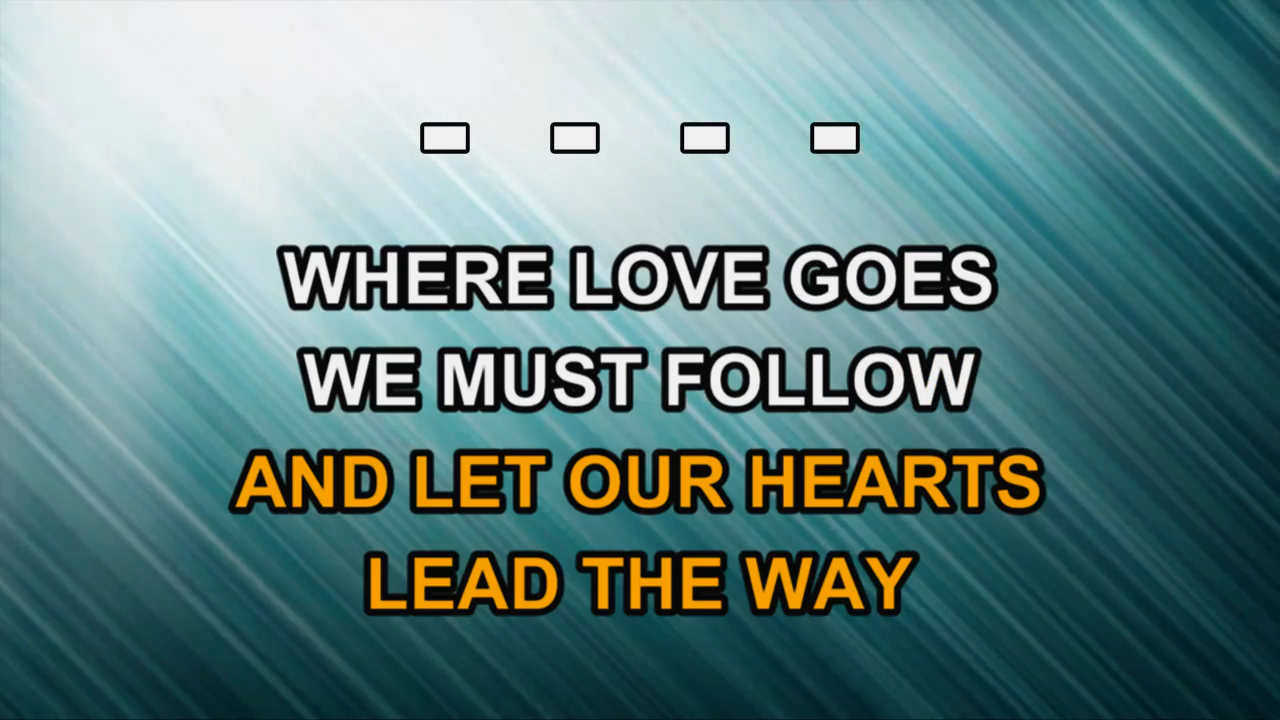 WHERE LOVE GOES
WE MUST FOLLOW
AND LET OUR HEARTS
LEAD THE WAY